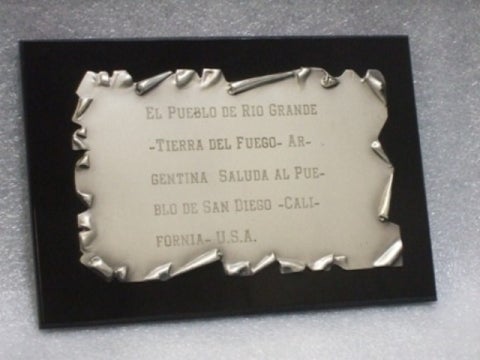 El Pueblo de Rio Grande
-Tierra del Fuego- Ar-
gentina Saluda al Pue-
blo de San Diego -Cali-
fornia- U.S.A.